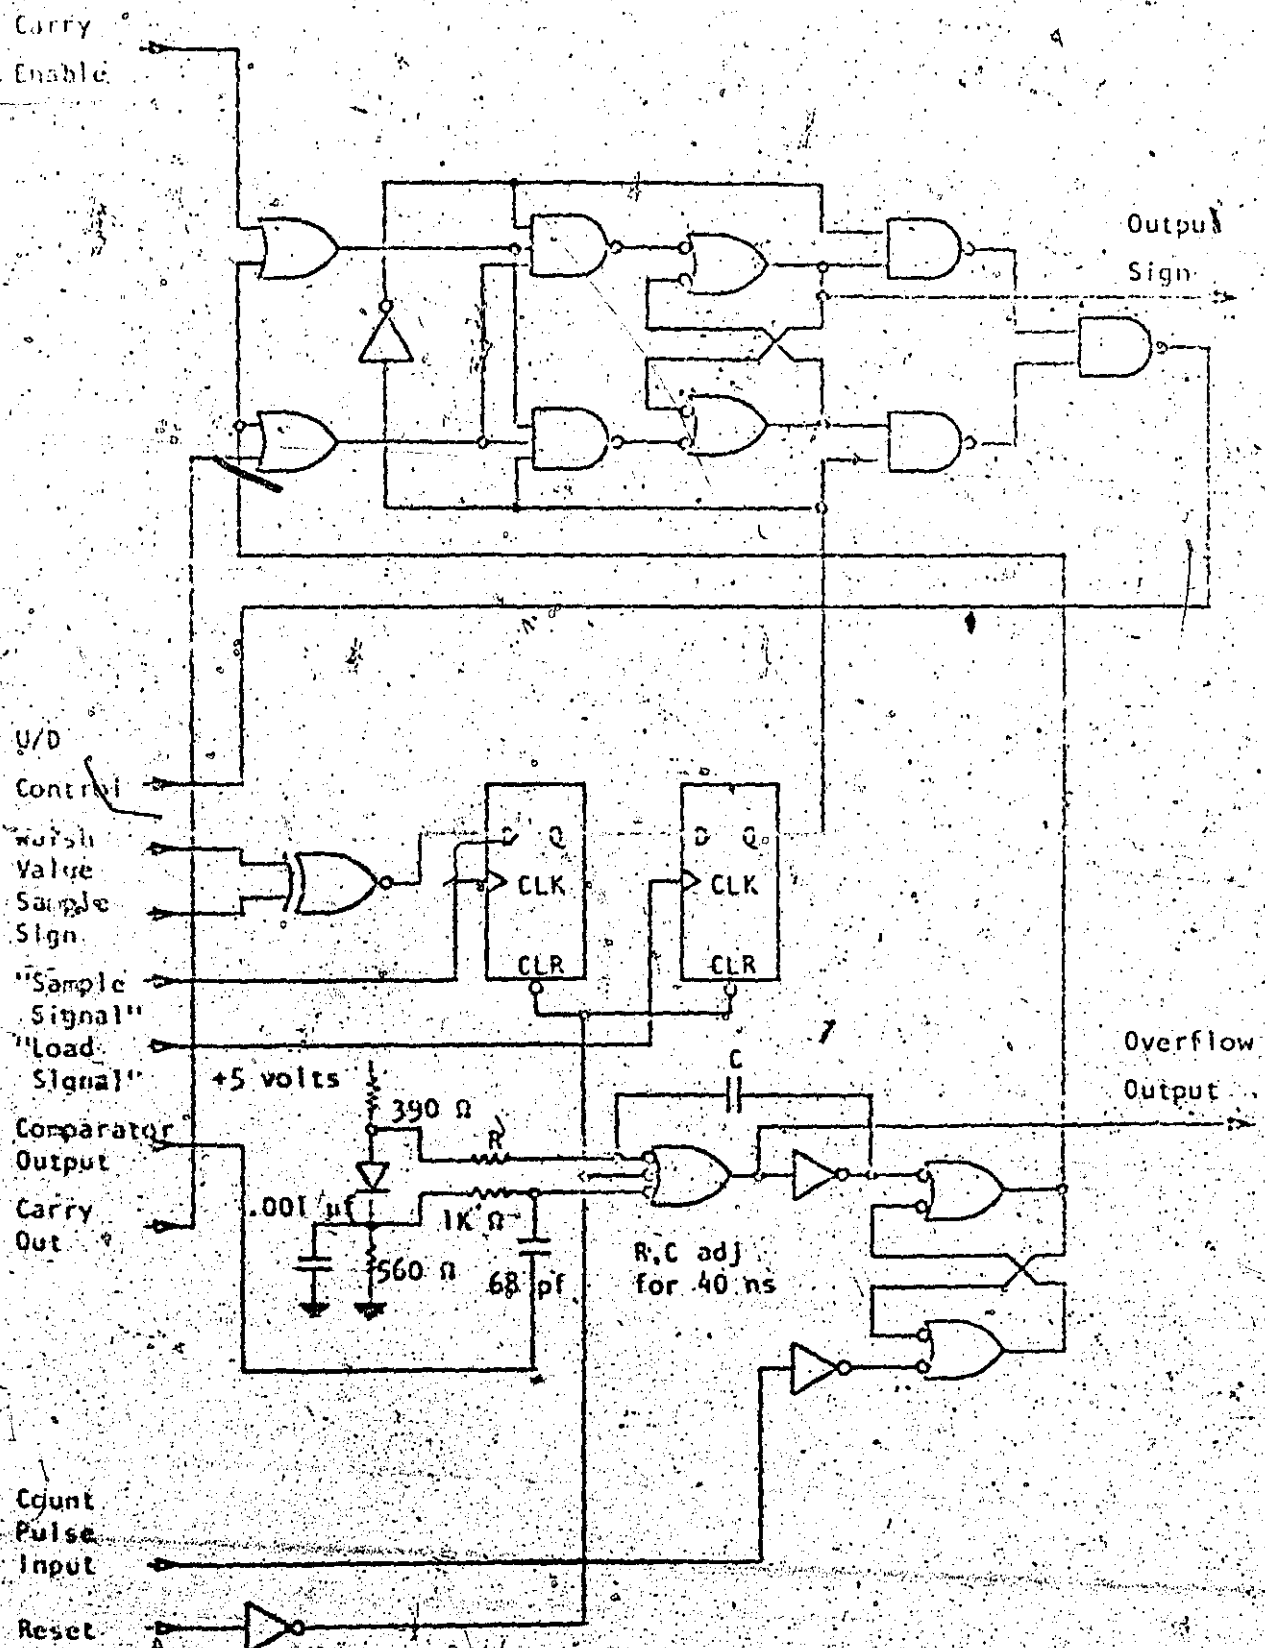 Carry
Enable
Output
Sign
U/D
Control
Walsh
Value
Sample
Sign
"Sample
Signal"
"Load
Signal"
Comparator
Output
Carry
Out
D Q
CLK
CLR
D Q
CLK
CLR
+5 volts
390 Ω
R
.001 µf
1K Ω
560 Ω
68 pf
C
R,C adj
for 40 ns
Overflow
Output
Count
Pulse
Input
Reset